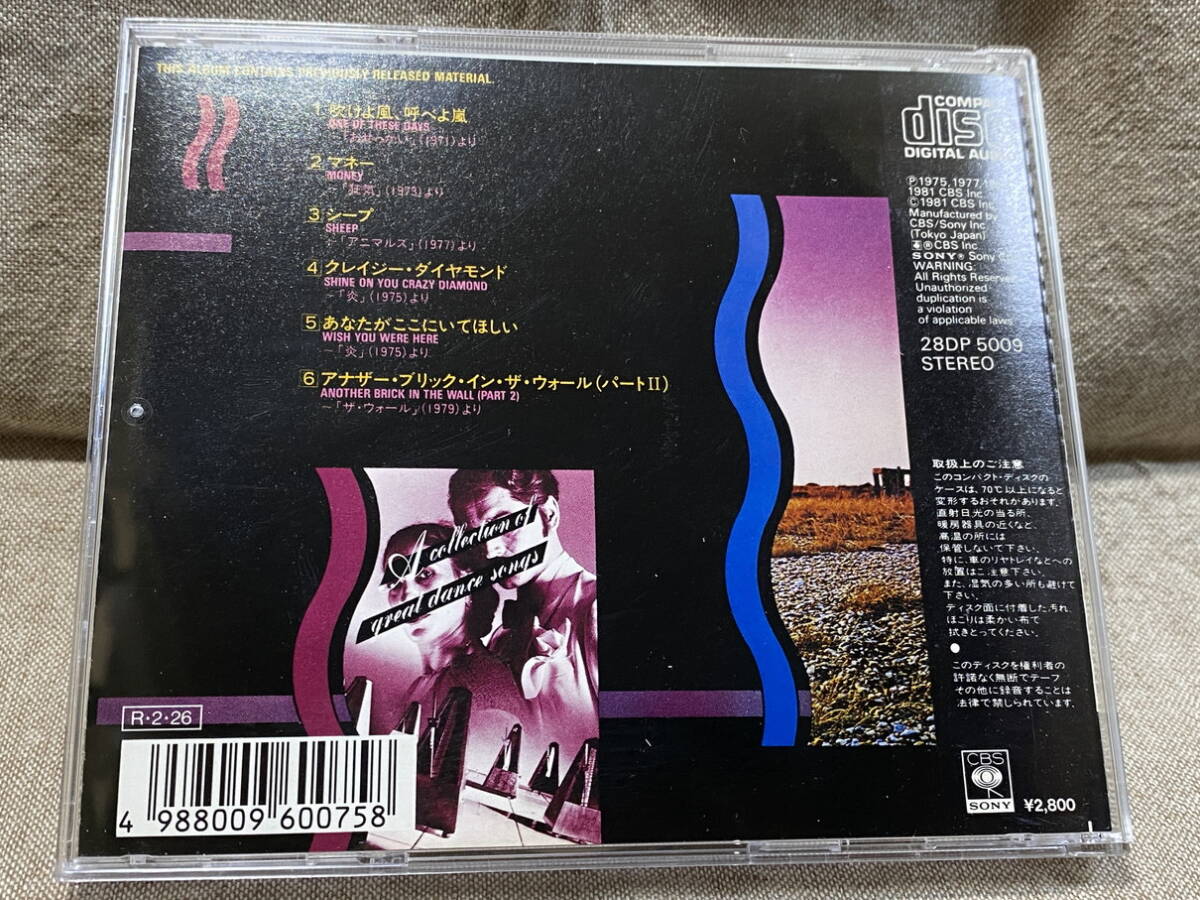 THIS ALBUM CONTAINS PREVIOUSLY RELEASED MATERIAL.
1 吹けよ風、呼べよ嵐
ONE OF THESE DAYS
〜「おせっかい」(1971)より
2 マネー
MONEY
〜「狂気」(1973)より
3 シープ
SHEEP
〜「アニマルズ」(1977)より
4 クレイジー・ダイヤモンド
SHINE ON YOU CRAZY DIAMOND
〜「炎」(1975)より
5 あなたがここにいてほしい
WISH YOU WERE HERE
〜「炎」(1975)より
6 アナザー・ブリック・イン・ザ・ウォール(パートII)
ANOTHER BRICK IN THE WALL (PART 2)
〜「ザ・ウォール」(1979)より
A collection of
great dance songs
R・2・26
4 988009 600758
COMPA
disc
DIGITAL AU
Ⓟ1975, 1977, 1
1981 CBS Inc.
©1981 CBS Inc.
Manufactured by
CBS/Sony Inc.
(Tokyo Japan)
®CBS Inc.
SONY® Sony C
WARNING:
All Rights Reserve
Unauthorized
duplication is
a violation
of applicable laws
28DP 5009
STEREO
取扱上のご注意
このコンパクト・ディスクの
ケースは、70℃以上になると
変形するおそれがあります。
直射日光の当る所、
暖房器具の近くなど、
高温の所には
保管しないで下さい。
特に、車のリヤトレイなどへの
放置はご注意下さい。
また、湿気の多い所も避けて
下さい。
ディスク面に付着した汚れ、
ほこりは柔かい布で
拭きとってください。
●
このディスクを権利者の
許諾なく無断でテープ
その他に録音することは
法律で禁じられています。
CBS
SONY
¥2,800